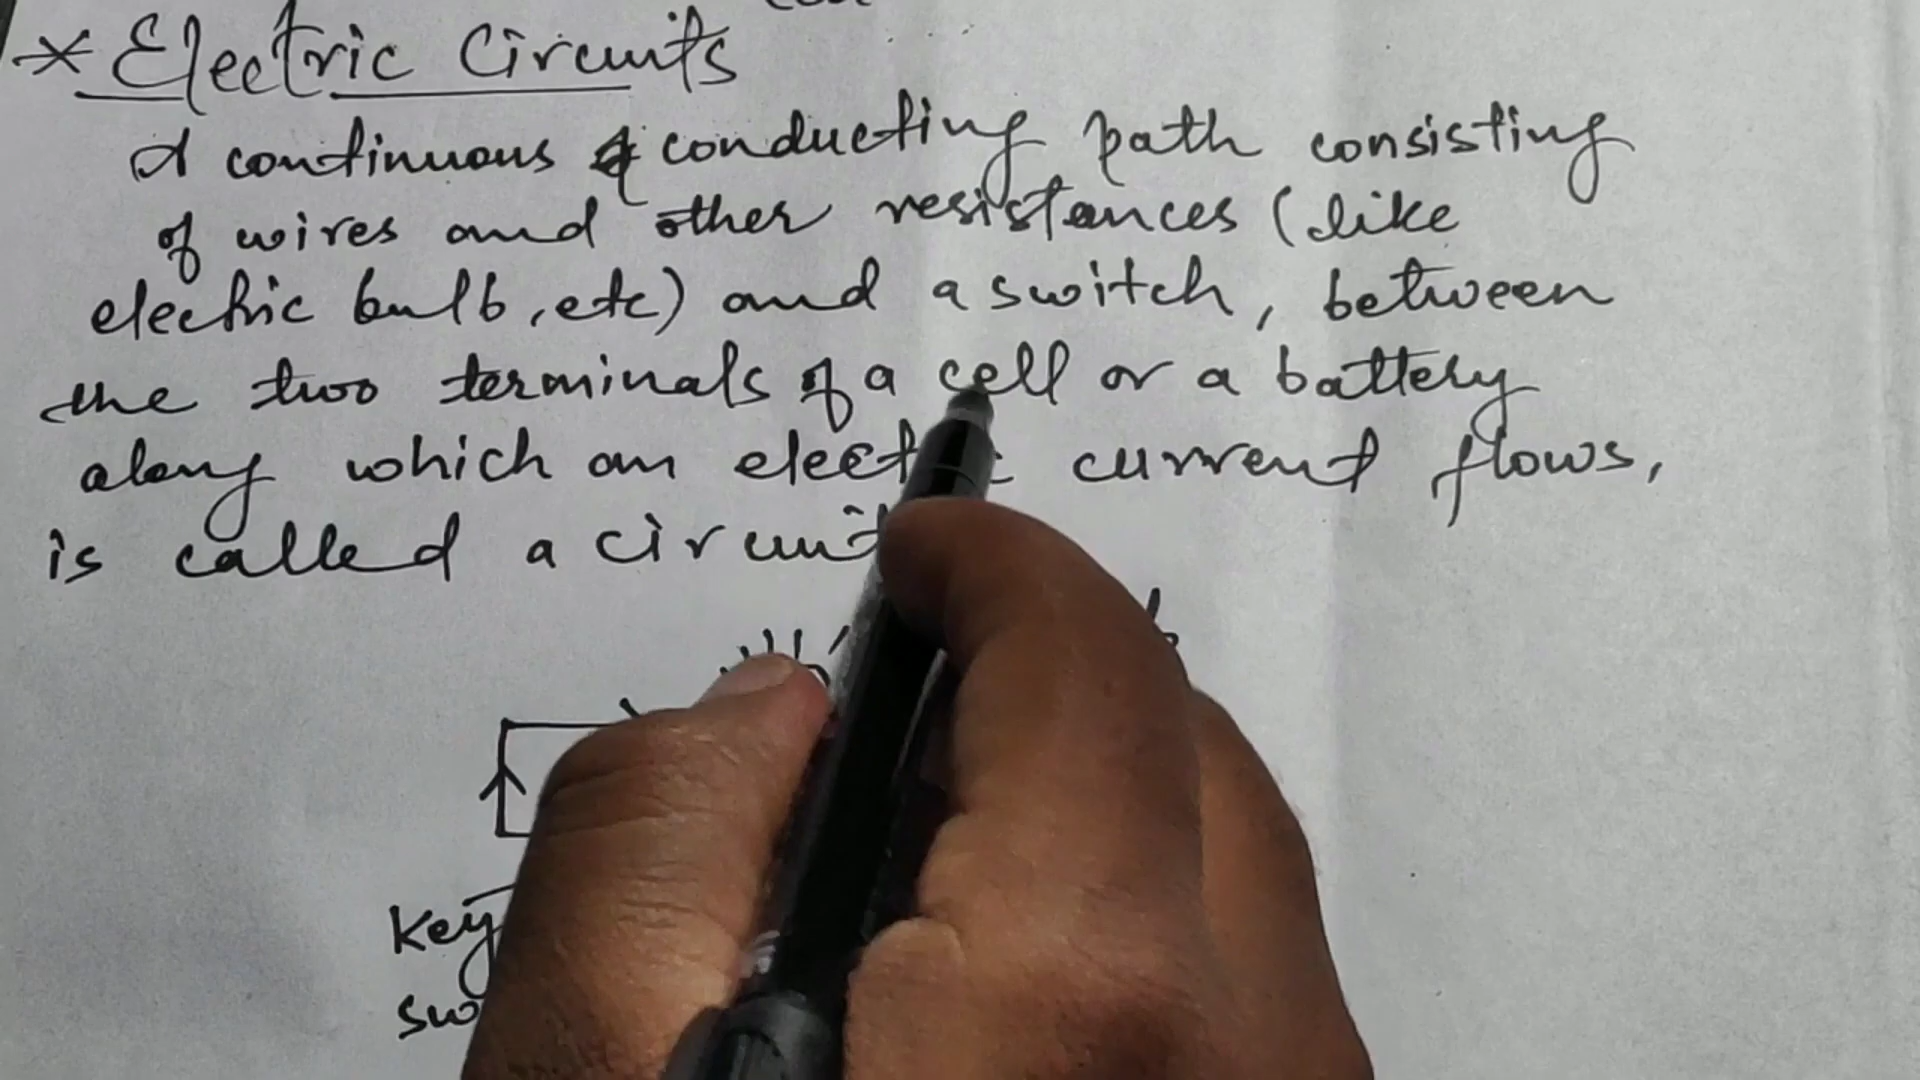 * Electric Circuits
A continuous conducting path consisting
of wires and other resistances (like
electric bulb, etc) and a switch, between
the two terminals of a cell or a battery
along which an current flows,
is called a circuit
Key